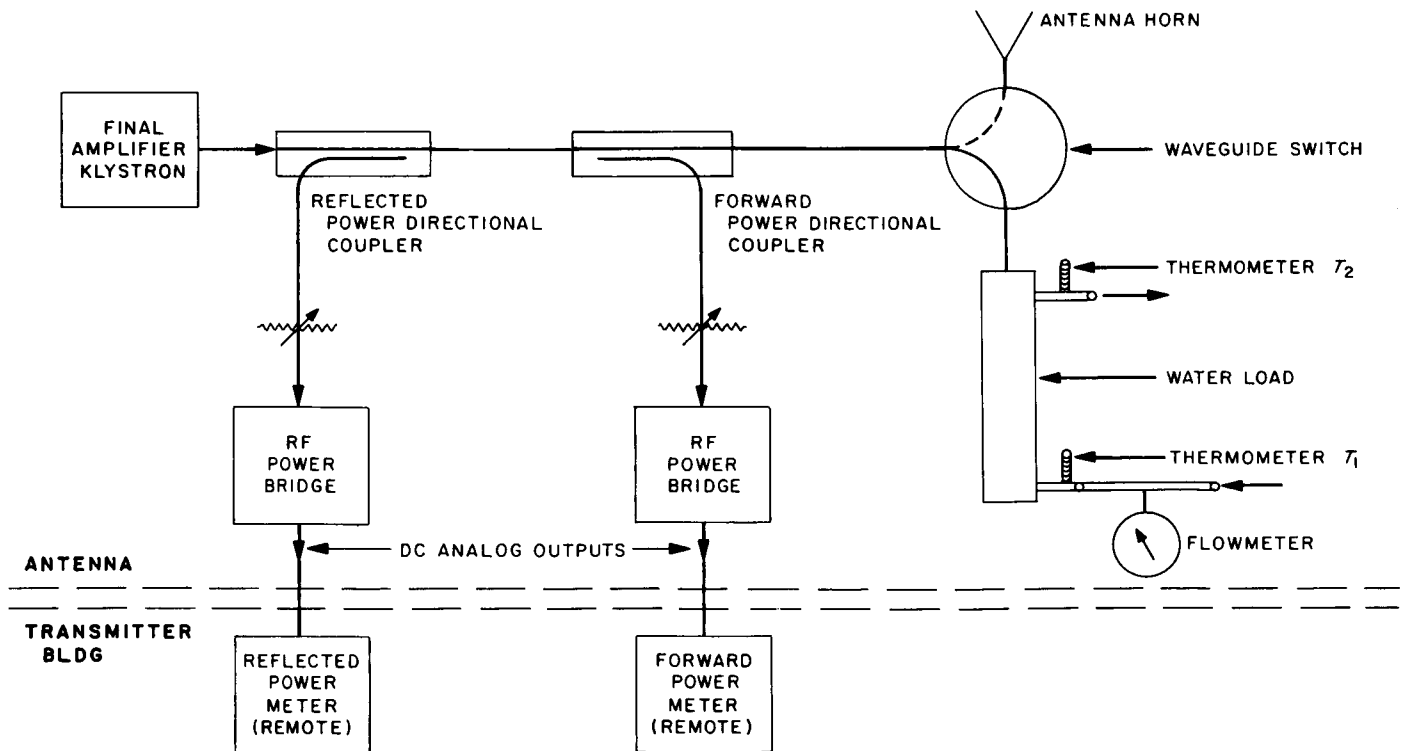 ANTENNA HORN
FINAL
AMPLIFIER
KLYSTRON
WAVEGUIDE SWITCH
REFLECTED
POWER DIRECTIONAL
COUPLER
FORWARD
POWER DIRECTIONAL
COUPLER
THERMOMETER T2
WATER LOAD
RF
POWER
BRIDGE
RF
POWER
BRIDGE
THERMOMETER T1
DC ANALOG OUTPUTS
FLOWMETER
ANTENNA
TRANSMITTER
BLDG
REFLECTED
POWER
METER
(REMOTE)
FORWARD
POWER
METER
(REMOTE)